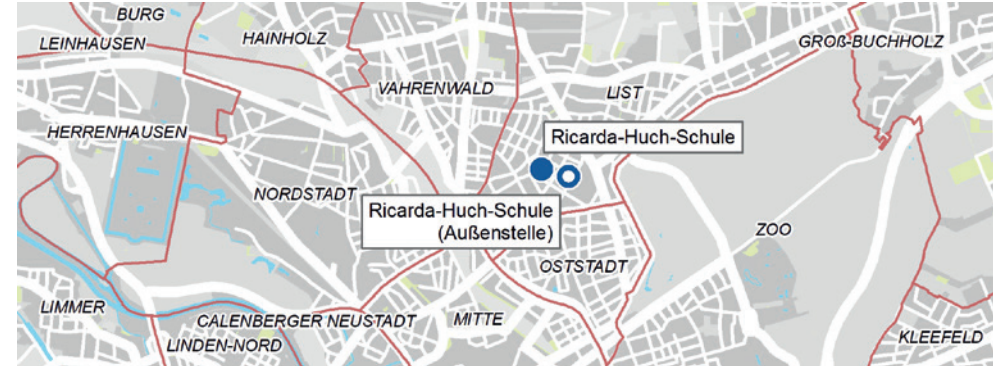 BURG
LEINHAUSEN
HAINHOLZ
GROß-BUCHHOLZ
VAHRENWALD
LIST
HERRENHAUSEN
Ricarda-Huch-Schule
NORDSTADT
Ricarda-Huch-Schule
(Außenstelle)
ZOO
OSTSTADT
LIMMER
CALENBERGER NEUSTADT
MITTE
LINDEN-NORD
KLEEFELD